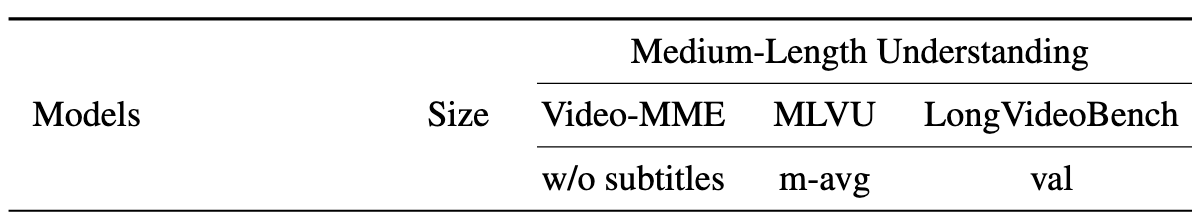 Medium-Length Understanding
Models Size Video-MME MLVU LongVideoBench
w/o subtitles m-avg val